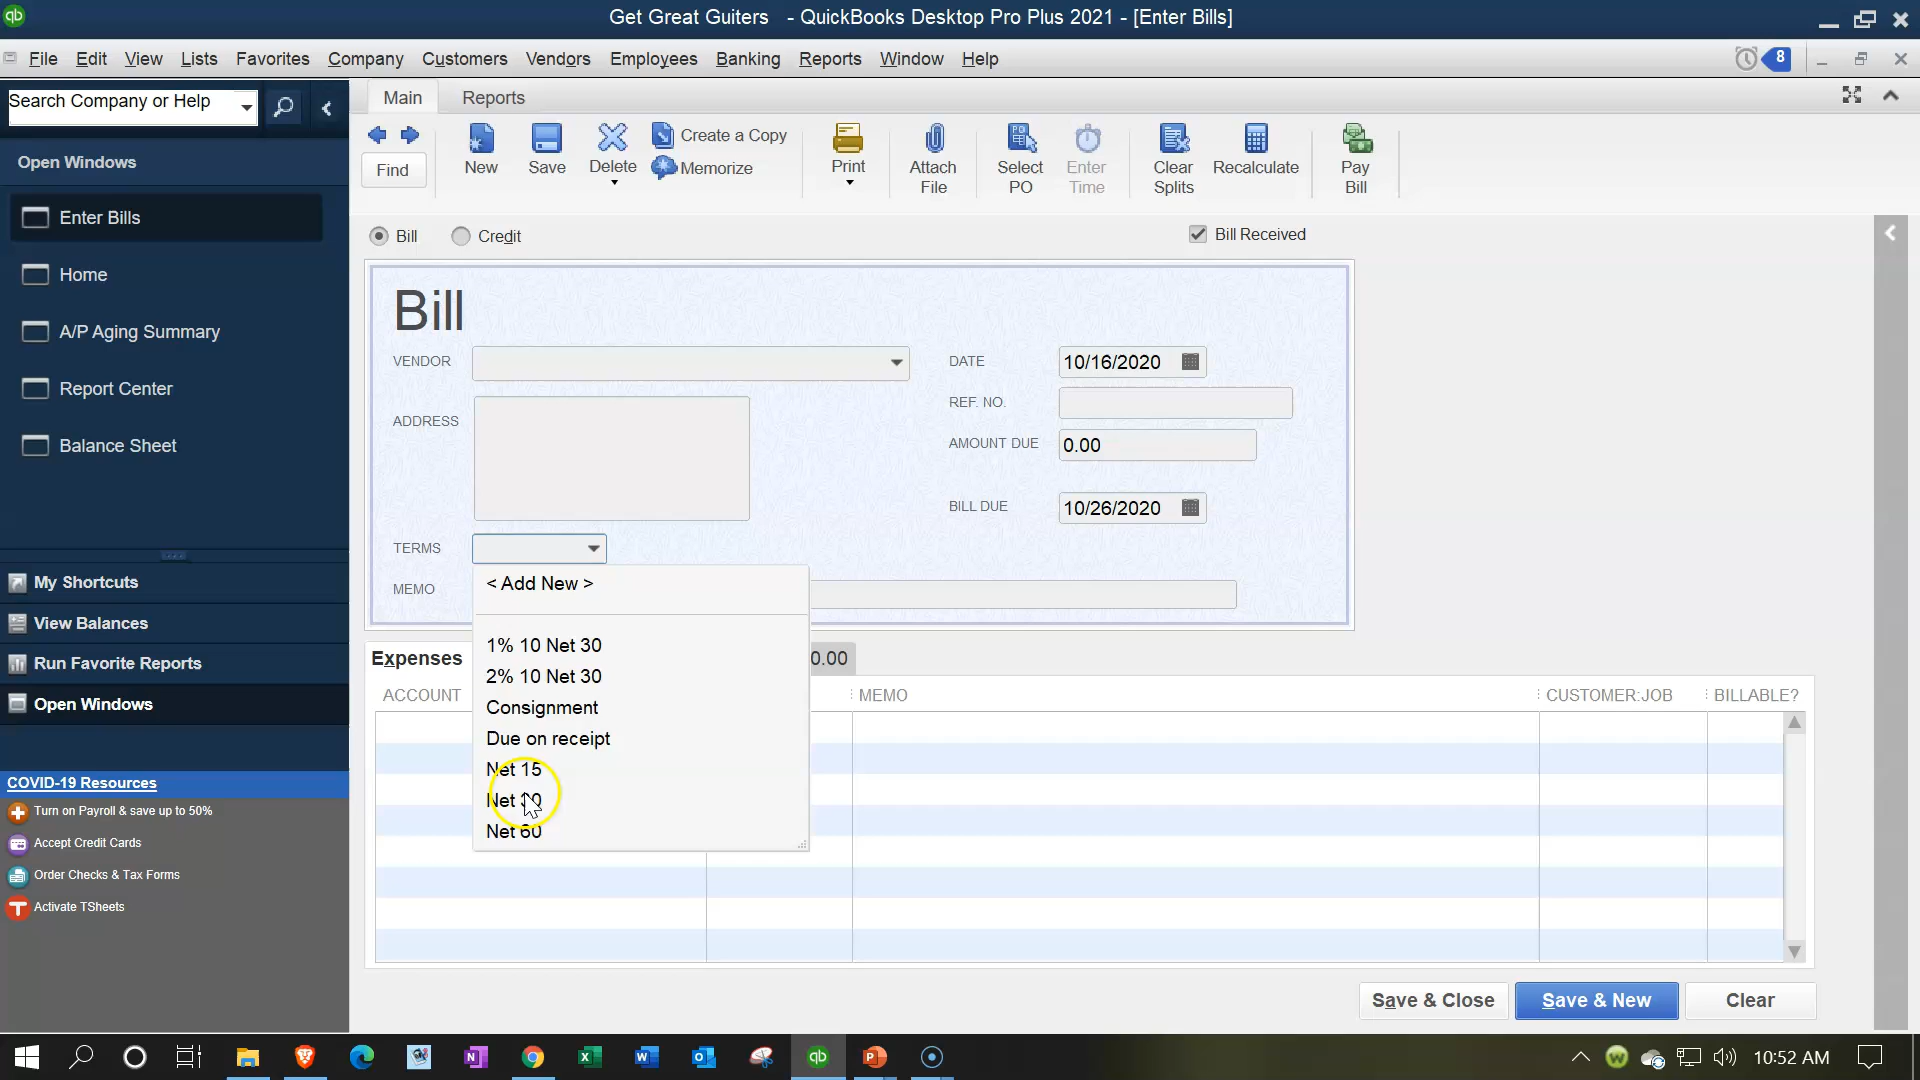 Get Great Guiters - QuickBooks Desktop Pro Plus 2021 - [Enter Bills]
File Edit View Lists Favorites Company Customers Vendors Employees Banking Reports Window Help
8
Search Company or Help
Main Reports
Find
New
Save
Delete
Create a Copy
Memorize
Print
Attach
File
Select
PO
Enter
Time
Clear
Splits
Recalculate
Pay
Bill
Open Windows
Enter Bills
Home
A/P Aging Summary
Report Center
Balance Sheet
My Shortcuts
View Balances
Run Favorite Reports
Open Windows
COVID-19 Resources
Turn on Payroll & save up to 50%
Accept Credit Cards
Order Checks & Tax Forms
Activate TSheets
Bill Credit Bill Received
Bill
VENDOR
DATE 10/16/2020
ADDRESS
REF. NO.
AMOUNT DUE 0.00
BILL DUE 10/26/2020
TERMS
MEMO
< Add New >
1% 10 Net 30
2% 10 Net 30
Consignment
Due on receipt
Net 15
Net 30
Net 60
Expenses 0.00
ACCOUNT MEMO CUSTOMER:JOB BILLABLE?
Save & Close Save & New Clear
10:52 AM